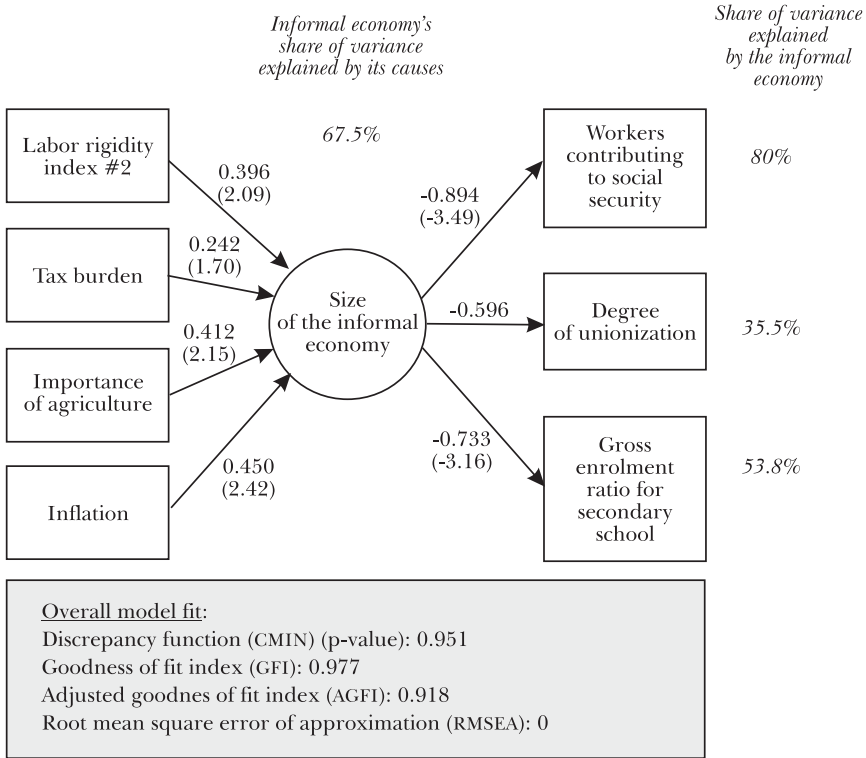 Informal economy's
share of variance
explained by its causes
67.5%
Share of variance
explained
by the informal
economy
Labor rigidity
index #2
0.396
(2.09)
Tax burden
0.242
(1.70)
Importance
of agriculture
0.412
(2.15)
Inflation
0.450
(2.42)
Size
of the informal
economy
-0.894
(-3.49)
Workers
contributing
to social
security
80%
-0.596
Degree
of unionization
35.5%
-0.733
(-3.16)
Gross
enrolment
ratio for
secondary
school
53.8%
Overall model fit:
Discrepancy function (CMIN) (p-value): 0.951
Goodness of fit index (GFI): 0.977
Adjusted goodnes of fit index (AGFI): 0.918
Root mean square error of approximation (RMSEA): 0